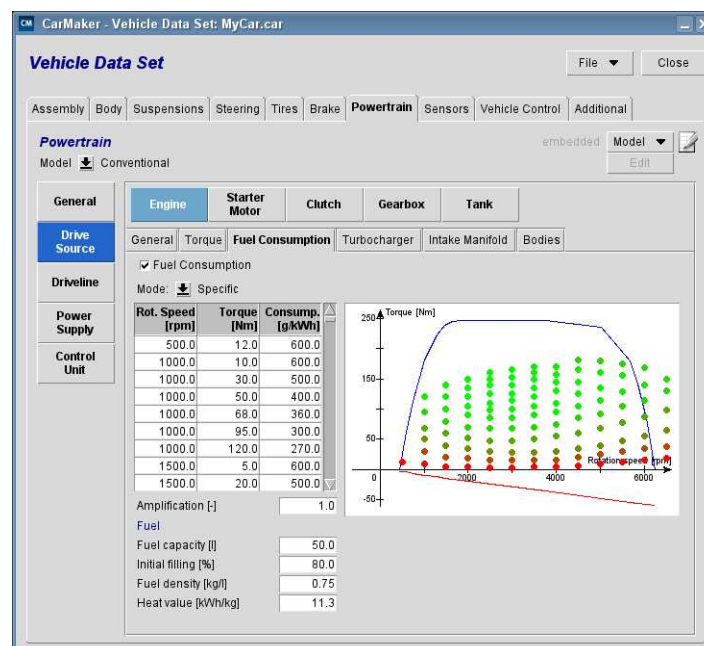 CM CarMaker - Vehicle Data Set: MyCar.car
Vehicle Data Set
File
Close
Assembly Body Suspensions Steering Tires Brake Powertrain Sensors Vehicle Control Additional
Powertrain
embedded Model
Model Conventional
Edit
General
Drive Source
Driveline
Power Supply
Control Unit
Engine Starter Motor Clutch Gearbox Tank
General Torque Fuel Consumption Turbocharger Intake Manifold Bodies
Fuel Consumption
Mode: Specific
Rot. Speed Torque Consump.
[rpm] [Nm] [g/kWh]
500.0 12.0 600.0
1000.0 10.0 600.0
1000.0 30.0 500.0
1000.0 50.0 400.0
1000.0 68.0 360.0
1000.0 95.0 300.0
1000.0 120.0 270.0
1500.0 5.0 600.0
1500.0 20.0 500.0
Amplification [-] 1.0
Fuel
Fuel capacity [l] 50.0
Initial filling [%] 80.0
Fuel density [kg/l] 0.75
Heat value [kWh/kg] 11.3
250 Torque [Nm]
150
50
Rotation speed [rpm]
0 2000 4000 6000
-50